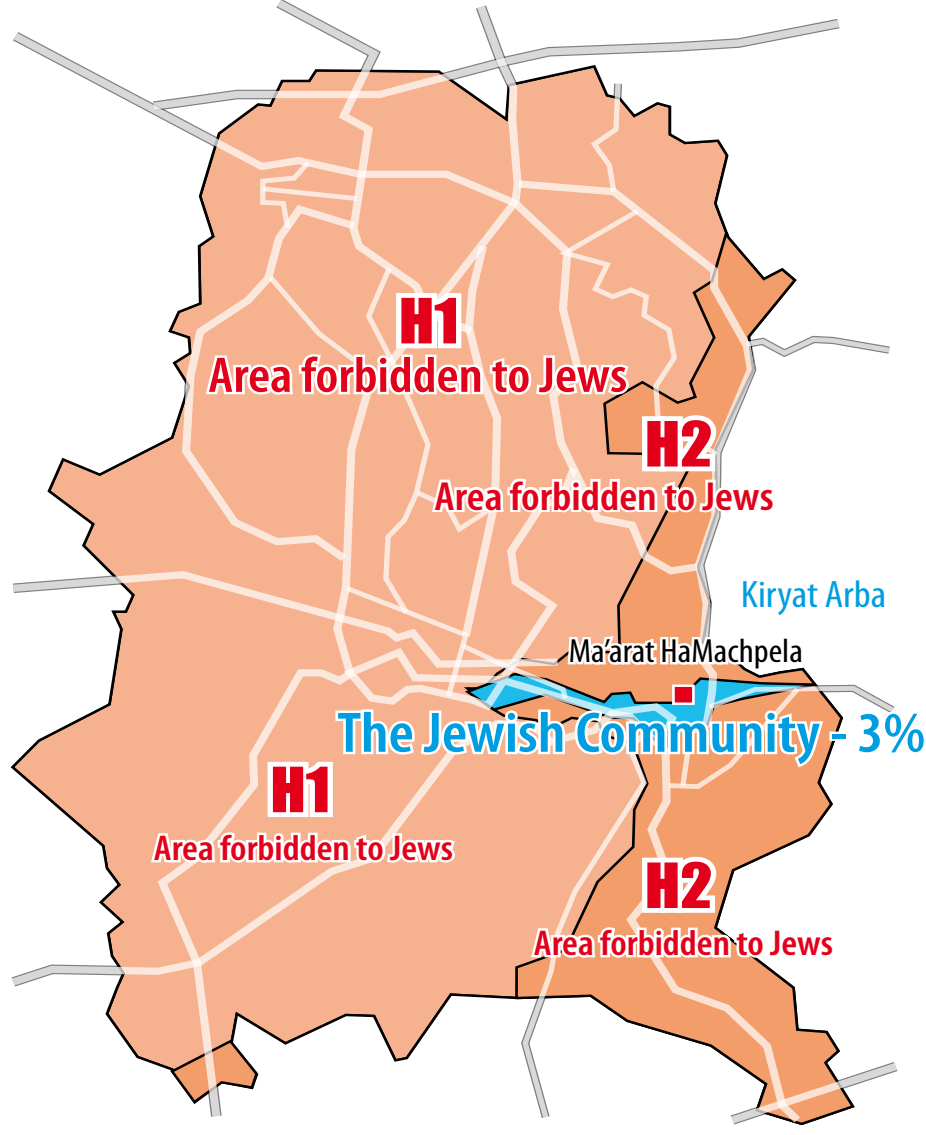 H1
Area forbidden to Jews
H2
Area forbidden to Jews
Kiryat Arba
Ma'arat HaMachpela
The Jewish Community - 3%
H1
Area forbidden to Jews
H2
Area forbidden to Jews